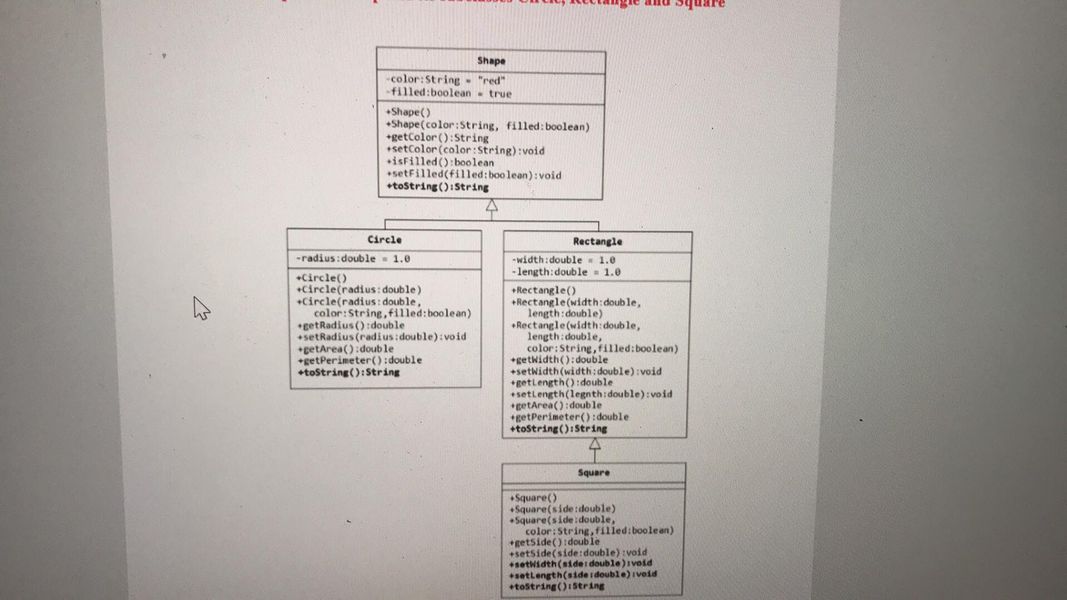 subclasses Circle, Rectangle and Square
Shape
-color:String = "red"
-filled:boolean = true
+Shape()
+Shape(color:String, filled:boolean)
+getColor():String
+setColor(color:String):void
+isFilled():boolean
+setFilled(filled:boolean):void
+toString():String
Circle
-radius:double = 1.0
+Circle()
+Circle(radius:double)
+Circle(radius:double,
color:String,filled:boolean)
+getRadius():double
+setRadius(radius:double):void
+getArea():double
+getPerimeter():double
+toString():String
Rectangle
-width:double = 1.0
-length:double = 1.0
+Rectangle()
+Rectangle(width:double,
length:double)
+Rectangle(width:double,
length:double,
color:String,filled:boolean)
+getWidth():double
+setWidth(width:double):void
+getLength():double
+setLength(legnth:double):void
+getArea():double
+getPerimeter():double
+toString():String
Square
+Square()
+Square(side:double)
+Square(side:double,
color:String,filled:boolean)
+getSide():double
+setSide(side:double):void
+setWidth(side:double):void
+setLength(side:double):void
+toString():String